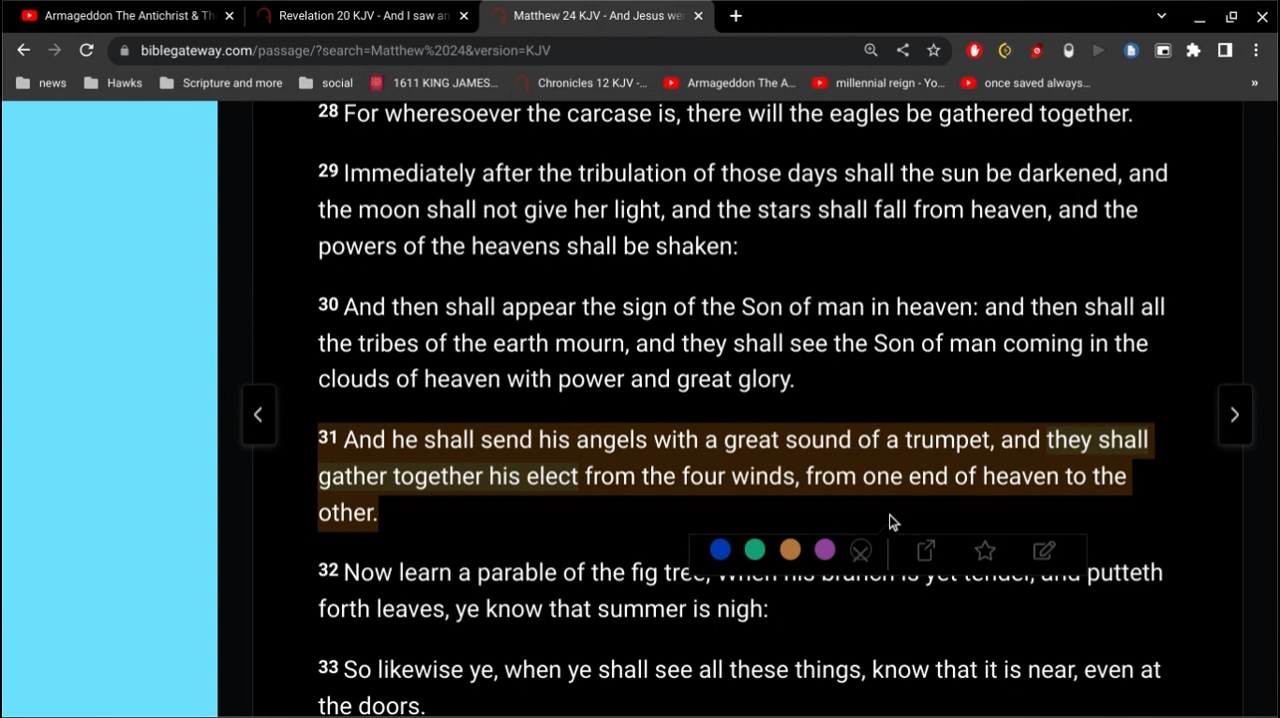 Armageddon The Antichrist & Th
Revelation 20 KJV - And I saw an
Matthew 24 KJV - And Jesus we
biblegateway.com/passage/?search=Matthew%2024&version=KJV
news
Hawks
Scripture and more
social
1611 KING JAMES...
Chronicles 12 KJV -...
Armageddon The A...
millennial reign - Yo...
once saved always...
»
28 For wheresoever the carcase is, there will the eagles be gathered together.
29 Immediately after the tribulation of those days shall the sun be darkened, and
the moon shall not give her light, and the stars shall fall from heaven, and the
powers of the heavens shall be shaken:
30 And then shall appear the sign of the Son of man in heaven: and then shall all
the tribes of the earth mourn, and they shall see the Son of man coming in the
clouds of heaven with power and great glory.
31 And he shall send his angels with a great sound of a trumpet, and they shall
gather together his elect from the four winds, from one end of heaven to the
other.
32 Now learn a parable of the fig tree; When his branch is yet tender, and putteth
forth leaves, ye know that summer is nigh:
33 So likewise ye, when ye shall see all these things, know that it is near, even at
the doors.